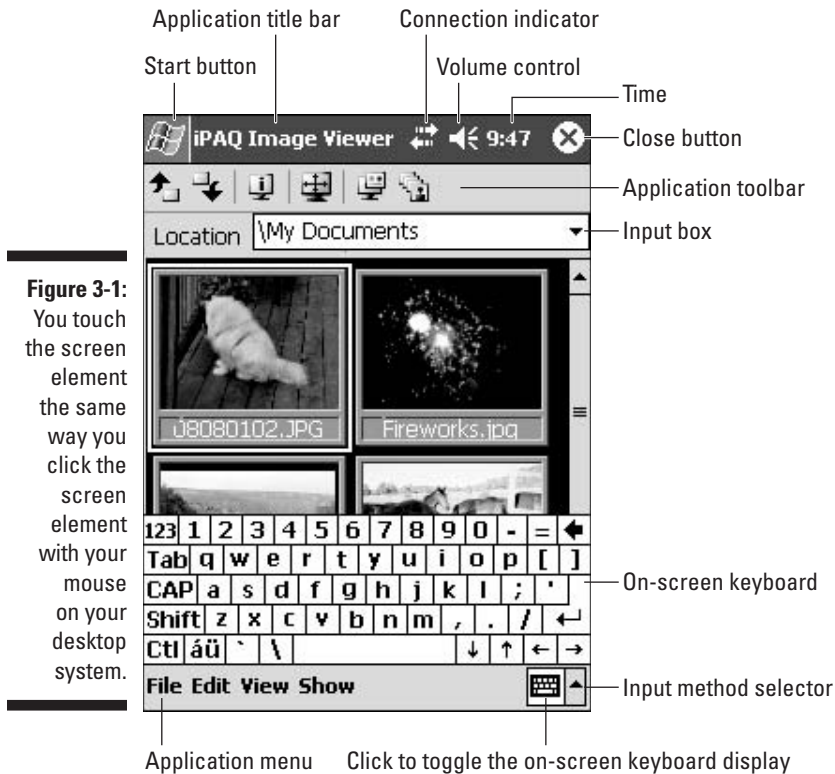 Application title bar
Connection indicator
Start button
Volume control
Time
iPAQ Image Viewer 9:47
Close button
Application toolbar
Location \My Documents
Input box
Figure 3-1:
You touch
the screen
element
the same
way you
click the
screen
element
with your
mouse
on your
desktop
system.
08080102.JPG Fireworks.jpg
123 1 2 3 4 5 6 7 8 9 0 - =
Tab q w e r t y u i o p [ ]
CAP a s d f g h j k l ; '
Shift z x c v b n m , . /
Ctl áü ` \ ↓ ↑ ← →
On-screen keyboard
File Edit View Show
Input method selector
Application menu
Click to toggle the on-screen keyboard display